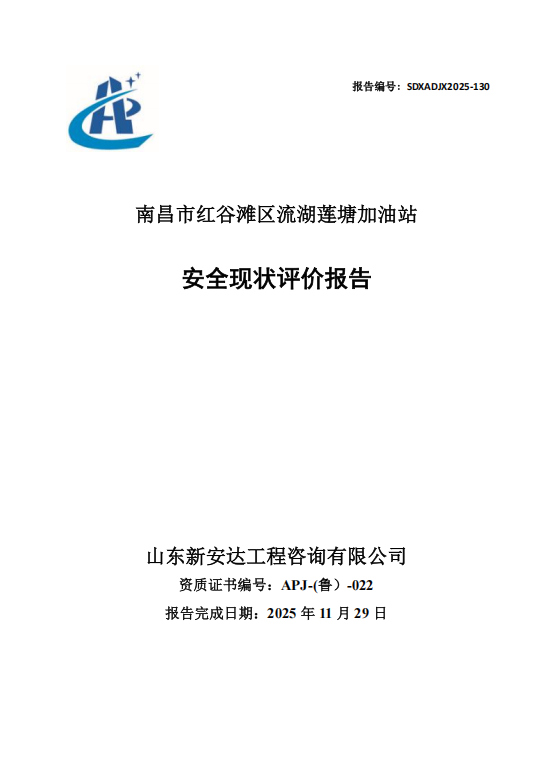 报告编号：SDXADJX2025-130
南昌市红谷滩区流湖莲塘加油站
安全现状评价报告
山东新安达工程咨询有限公司
资质证书编号：APJ-(鲁）-022
报告完成日期：2025 年 11 月 29 日